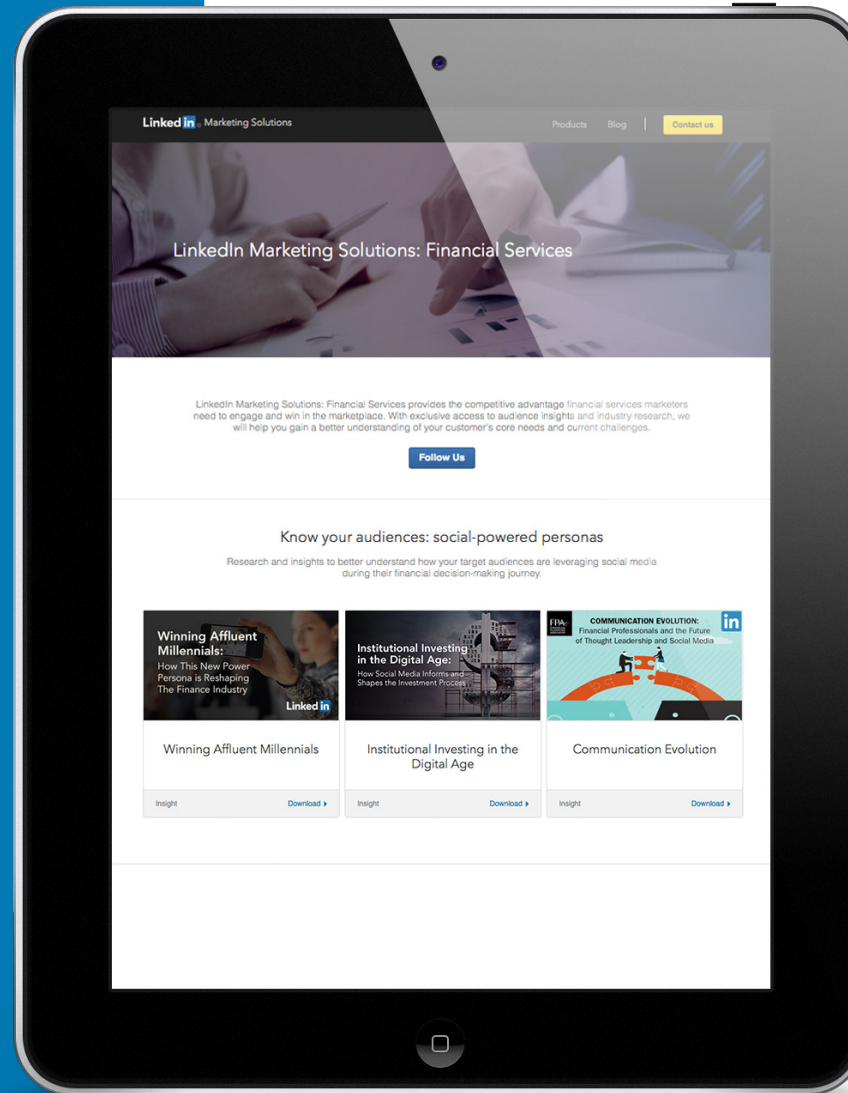 Linked in Marketing Solutions
Products Blog Contact us
LinkedIn Marketing Solutions: Financial Services
LinkedIn Marketing Solutions: Financial Services provides the competitive advantage financial services marketers
need to engage and win in the marketplace. With exclusive access to audience insights and industry research, we
will help you gain a better understanding of your customer's core needs and current challenges.
Follow Us
Know your audiences: social-powered personas
Research and insights to better understand how your target audiences are leveraging social media
during their financial decision-making journey.
Winning Affluent
Millennials:
How This New Power
Persona is Reshaping
The Finance Industry
Linked in
Institutional Investing
in the Digital Age:
How Social Media Informs and
Shapes the Investment Process
FPA
COMMUNICATION EVOLUTION:
Financial Professionals and the Future
of Thought Leadership and Social Media
in
Winning Affluent Millennials
Institutional Investing in the
Digital Age
Communication Evolution
Insight Download
Insight Download
Insight Download